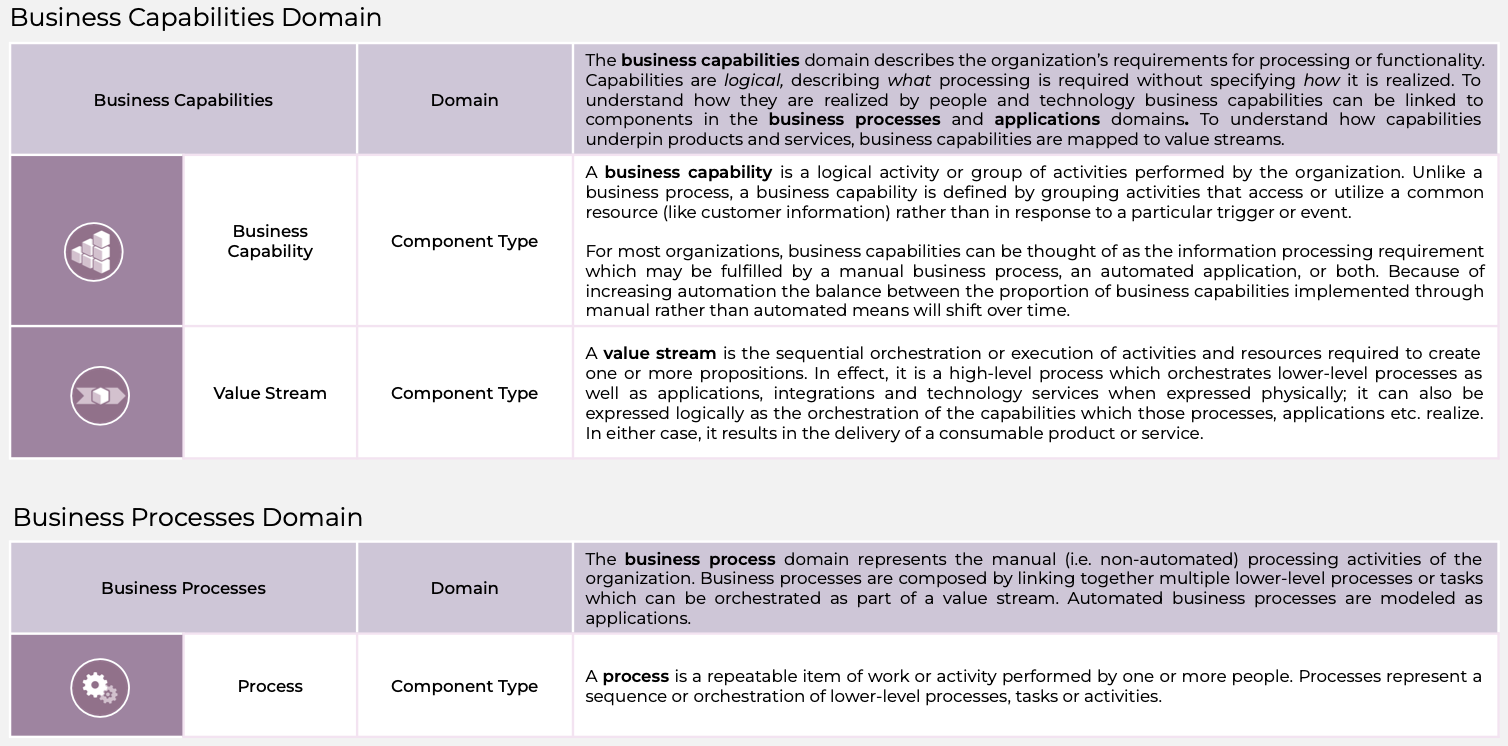 Business Capabilities Domain
Business Capabilities
Domain
The business capabilities domain describes the organization's requirements for processing or functionality.
Capabilities are logical, describing what processing is required without specifying how it is realized. To
understand how they are realized by people and technology business capabilities can be linked to
components in the business processes and applications domains. To understand how capabilities
underpin products and services, business capabilities are mapped to value streams.
Business
Capability
Component Type
A business capability is a logical activity or group of activities performed by the organization. Unlike a
business process, a business capability is defined by grouping activities that access or utilize a common
resource (like customer information) rather than in response to a particular trigger or event.
For most organizations, business capabilities can be thought of as the information processing requirement
which may be fulfilled by a manual business process, an automated application, or both. Because of
increasing automation the balance between the proportion of business capabilities implemented through
manual rather than automated means will shift over time.
Value Stream
Component Type
A value stream is the sequential orchestration or execution of activities and resources required to create
one or more propositions. In effect, it is a high-level process which orchestrates lower-level processes as
well as applications, integrations and technology services when expressed physically; it can also be
expressed logically as the orchestration of the capabilities which those processes, applications etc. realize.
In either case, it results in the delivery of a consumable product or service.
Business Processes Domain
Business Processes
Domain
The business process domain represents the manual (i.e. non-automated) processing activities of the
organization. Business processes are composed by linking together multiple lower-level processes or tasks
which can be orchestrated as part of a value stream. Automated business processes are modeled as
applications.
Process
Component Type
A process is a repeatable item of work or activity performed by one or more people. Processes represent a
sequence or orchestration of lower-level processes, tasks or activities.